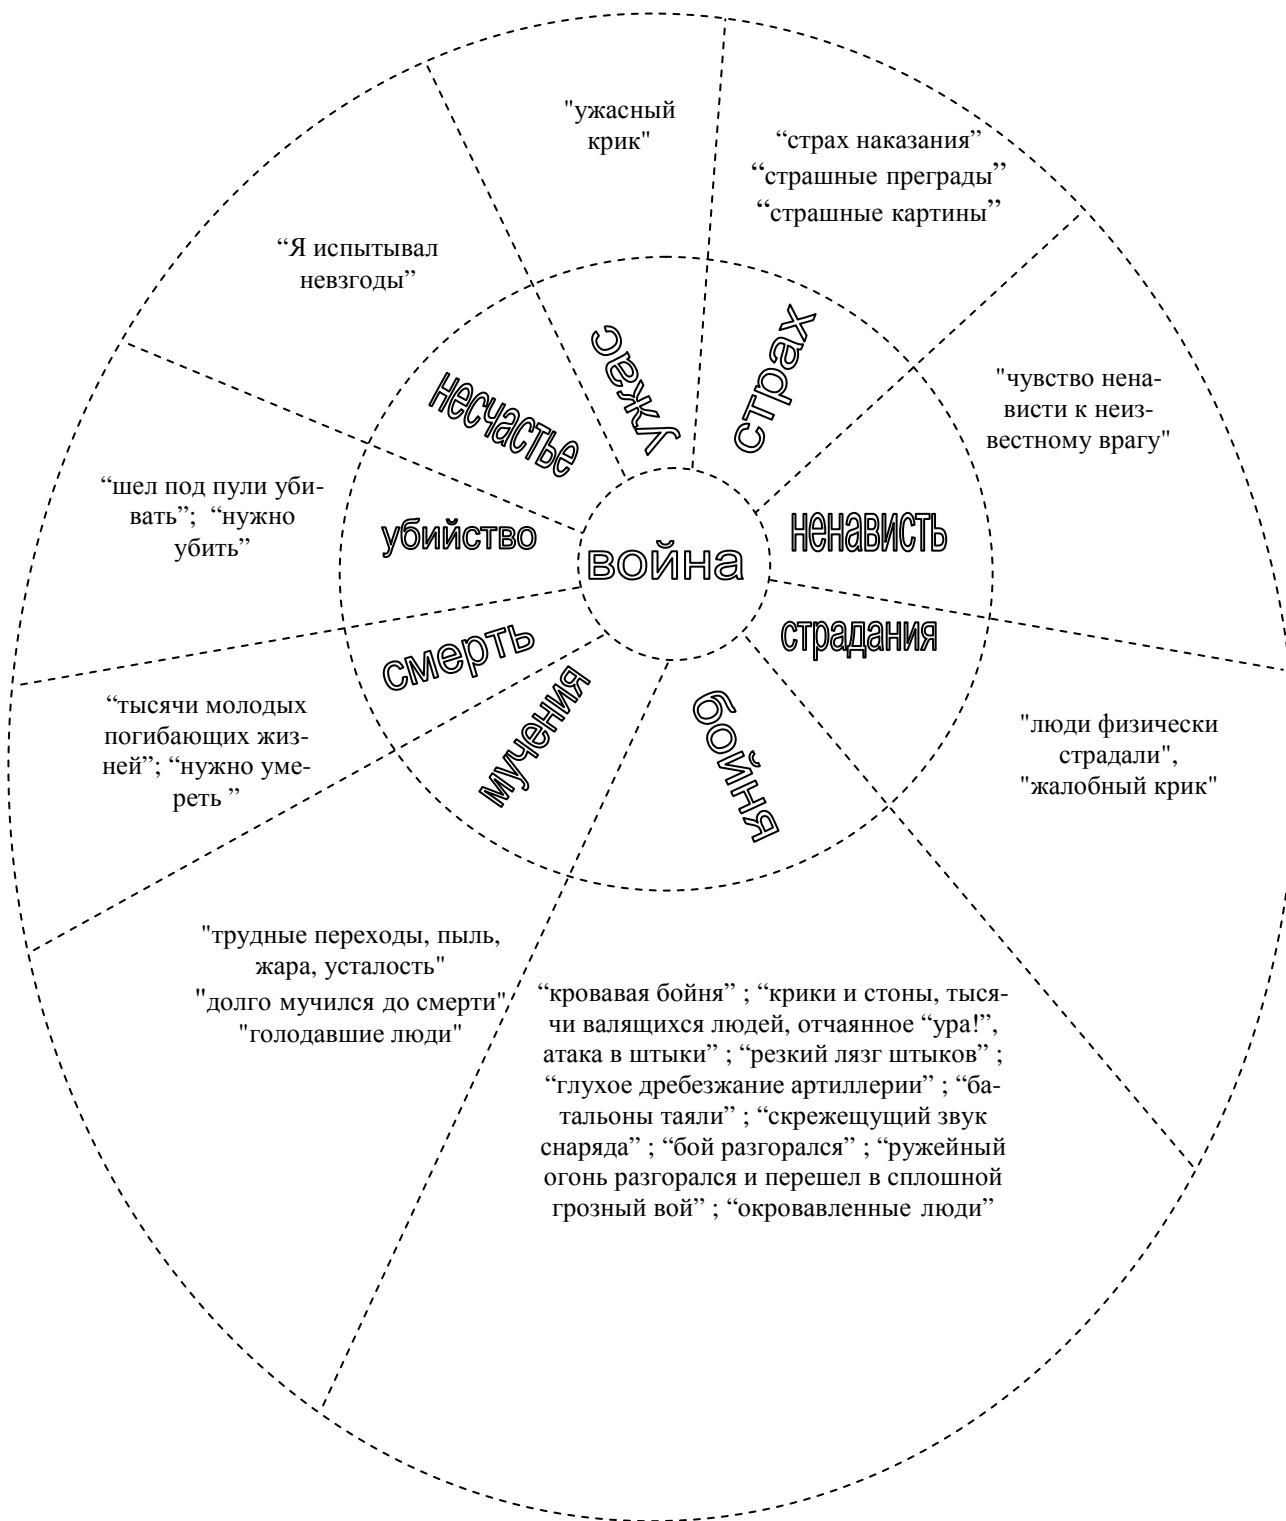 "ужасный
крик"
“страх наказания”
“страшные преграды”
“страшные картины”
“Я испытывал
невзгоды”
ужас
страх
несчастье
"чувство нена-
висти к неиз-
вестному врагу"
“шел под пули уби-
вать”; “нужно
убить”
убийство
война
ненависть
смерть
страдания
мучения
бойня
“тысячи молодых
погибающих жиз-
ней”; “нужно уме-
реть ”
"люди физически
страдали",
"жалобный крик"
"трудные переходы, пыль,
жара, усталость"
"долго мучился до смерти"
"голодавшие люди"
“кровавая бойня” ; “крики и стоны, тыся-
чи валящихся людей, отчаянное “ура!”,
атака в штыки” ; “резкий лязг штыков” ;
“глухое дребезжание артиллерии” ; “ба-
тальоны таяли” ; “скрежещущий звук
снаряда” ; “бой разгорался” ; “ружейный
огонь разгорался и перешел в сплошной
грозный вой” ; “окровавленные люди”